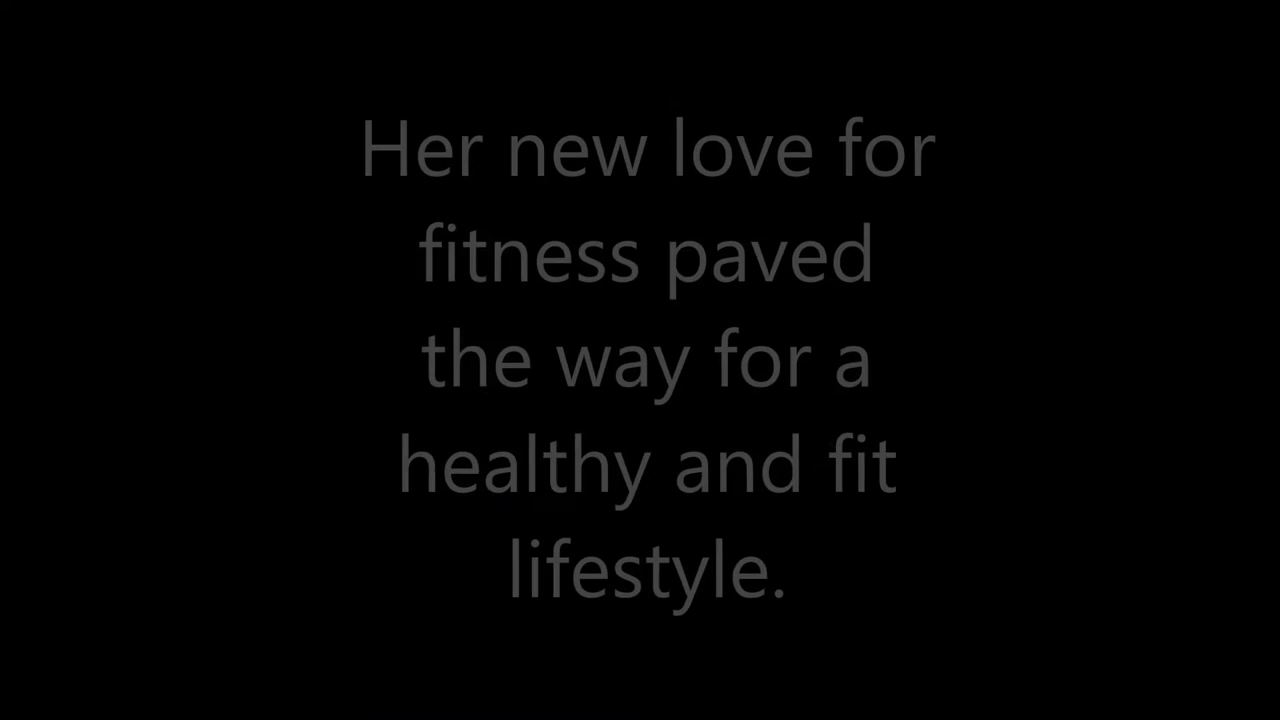 Her new love for
fitness paved
the way for a
healthy and fit
lifestyle.